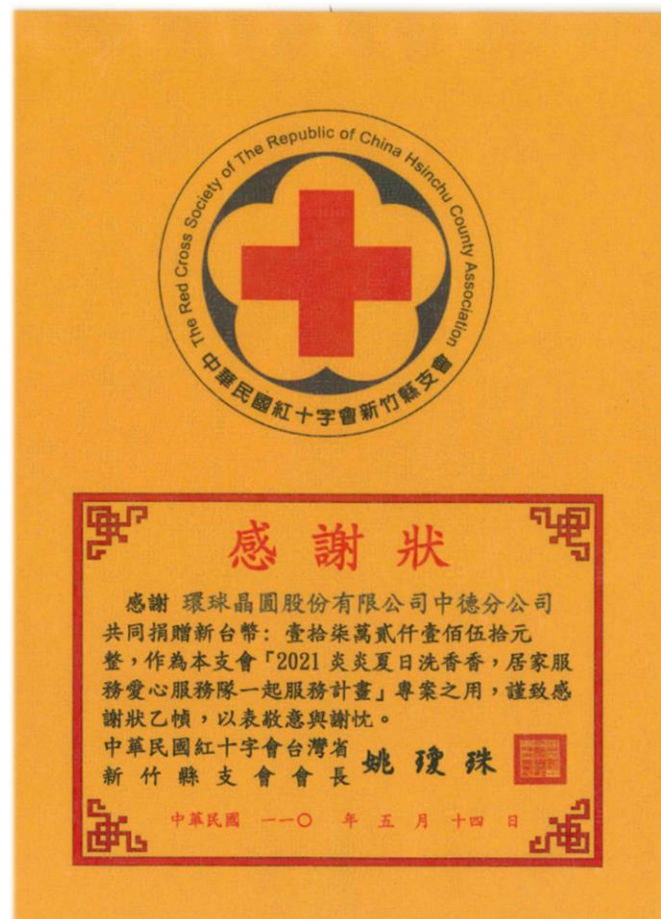 The Red Cross Society of The Republic of China Hsinchu County Association
中華民國紅十字會新竹縣支會
感謝狀
感謝 環球晶圓股份有限公司中德分公司
共同捐贈新台幣：壹拾柒萬貳仟壹佰伍拾元
整，作為本支會「2021炎炎夏日洗香香，居家服
務愛心服務隊一起服務計畫」專案之用，謹致感
謝狀乙幀，以表敬意與謝忱。
中華民國紅十字會台灣省
新竹縣支會會長 姚瓊珠
中華民國 一一〇 年 五 月 十四 日